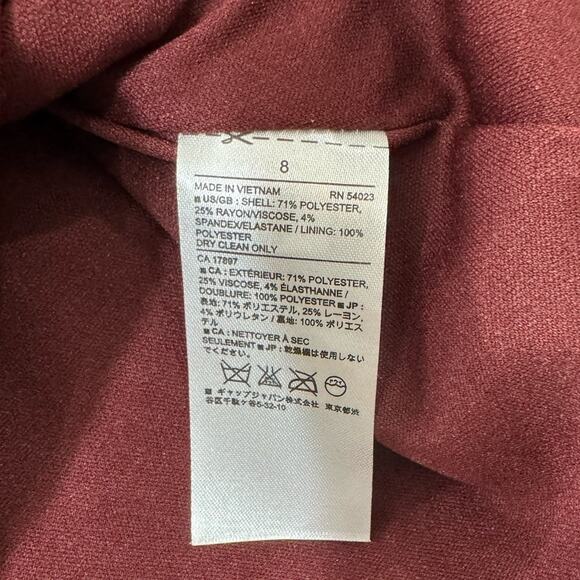 8
MADE IN VIETNAM RN 54023
■ US/GB : SHELL: 71% POLYESTER,
25% RAYON/VISCOSE, 4%
SPANDEX/ELASTANE / LINING: 100%
POLYESTER
DRY CLEAN ONLY
CA 17897
■ CA : EXTÉRIEUR: 71% POLYESTER,
25% VISCOSE, 4% ÉLASTHANNE /
DOUBLURE: 100% POLYESTER ■ JP :
表地: 71% ポリエステル, 25% レーヨン,
4% ポリウレタン / 裏地: 100% ポリエス
テル
■ CA : NETTOYER À SEC
SEULEMENT ■ JP : 乾燥機は使用しない
でください。
■ ギャップジャパン株式会社 東京都渋
谷区千駄ヶ谷5-32-10